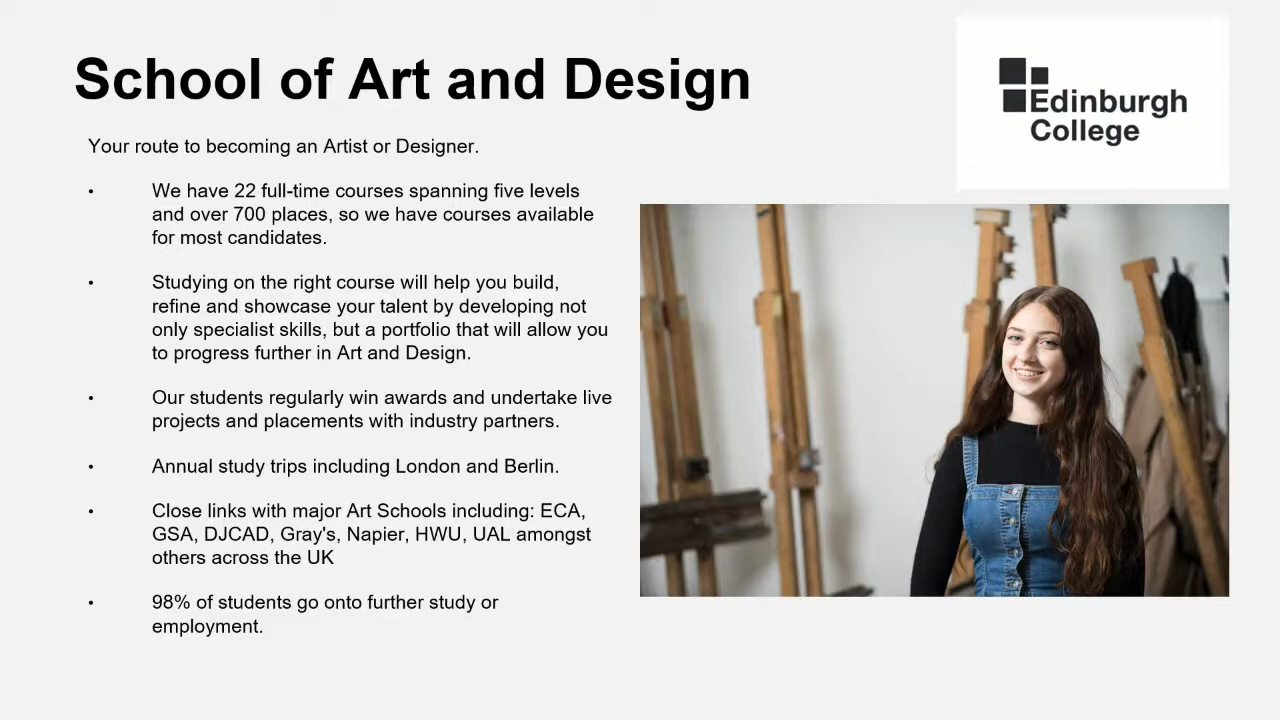 School of Art and Design
Edinburgh
College
Your route to becoming an Artist or Designer.
• We have 22 full-time courses spanning five levels
and over 700 places, so we have courses available
for most candidates.
• Studying on the right course will help you build,
refine and showcase your talent by developing not
only specialist skills, but a portfolio that will allow you
to progress further in Art and Design.
• Our students regularly win awards and undertake live
projects and placements with industry partners.
• Annual study trips including London and Berlin.
• Close links with major Art Schools including: ECA,
GSA, DJCAD, Gray's, Napier, HWU, UAL amongst
others across the UK
• 98% of students go onto further study or
employment.